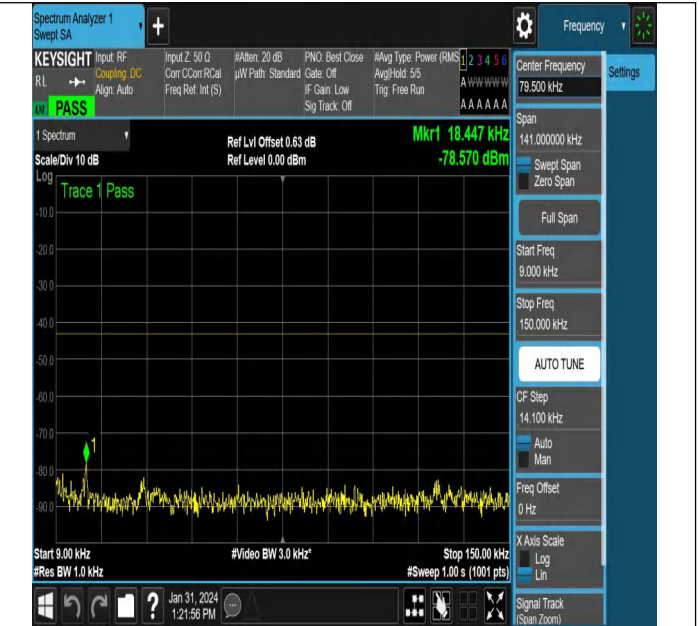 Spectrum Analyzer 1
Swept SA
+
Frequency
KEYSIGHT
RL
Input: RF
Coupling: DC
Align: Auto
Input Z: 50 Ω
Corr CCorr RCal
Freq Ref: Int (S)
#Atten: 20 dB
µW Path: Standard
PNO: Best Close
Gate: Off
IF Gain: Low
Sig Track: Off
#Avg Type: Power (RMS
Avg|Hold: 5/5
Trig: Free Run
1 2 3 4 5 6
A W W W W W
A A A A A A
PASS
1 Spectrum
Scale/Div 10 dB
Ref Lvl Offset 0.63 dB
Ref Level 0.00 dBm
Mkr1 18.447 kHz
-78.570 dBm
Log
Trace 1 Pass
-10.0
-20.0
-30.0
-40.0
-50.0
-60.0
-70.0
-80.0
-90.0
1
Start 9.00 kHz
#Res BW 1.0 kHz
#Video BW 3.0 kHz*
Stop 150.00 kHz
#Sweep 1.00 s (1001 pts)
?
Jan 31, 2024
1:21:56 PM
Center Frequency
79.500 kHz
Settings
Span
141.000000 kHz
Swept Span
Zero Span
Full Span
Start Freq
9.000 kHz
Stop Freq
150.000 kHz
AUTO TUNE
CF Step
14.100 kHz
Auto
Man
Freq Offset
0 Hz
X Axis Scale
Log
Lin
Signal Track
(Span Zoom)